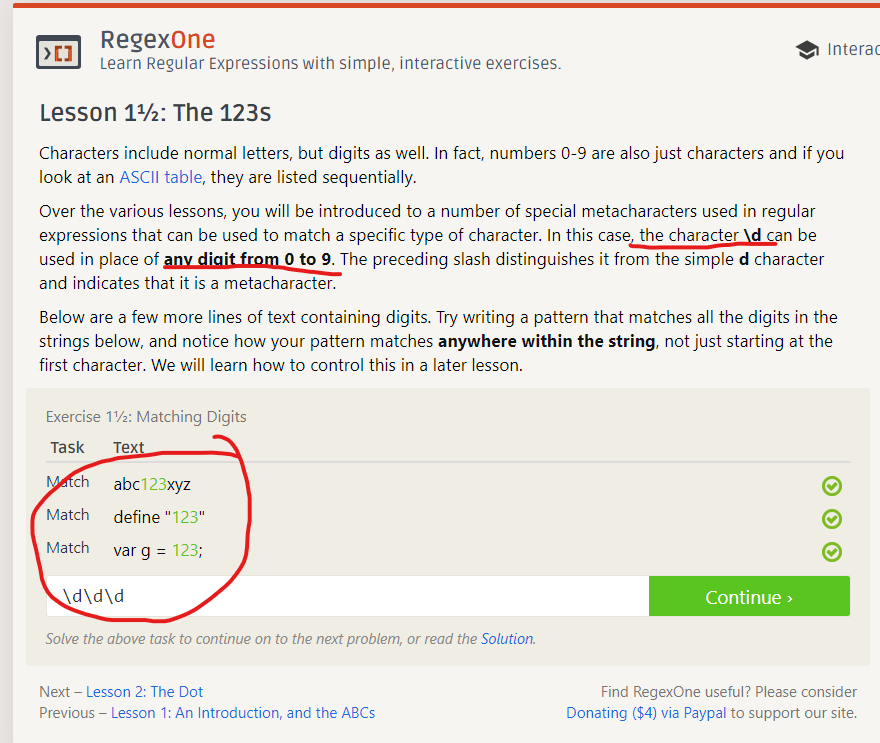 RegexOne
Learn Regular Expressions with simple, interactive exercises.
Interac
Lesson 1½: The 123s
Characters include normal letters, but digits as well. In fact, numbers 0-9 are also just characters and if you
look at an ASCII table, they are listed sequentially.
Over the various lessons, you will be introduced to a number of special metacharacters used in regular
expressions that can be used to match a specific type of character. In this case, the character \d can be
used in place of any digit from 0 to 9. The preceding slash distinguishes it from the simple d character
and indicates that it is a metacharacter.
Below are a few more lines of text containing digits. Try writing a pattern that matches all the digits in the
strings below, and notice how your pattern matches anywhere within the string, not just starting at the
first character. We will learn how to control this in a later lesson.
Exercise 1½: Matching Digits
Task Text
Match abc123xyz
Match define "123"
Match var g = 123;
\d\d\d
Continue ›
Solve the above task to continue on to the next problem, or read the Solution.
Next – Lesson 2: The Dot
Previous – Lesson 1: An Introduction, and the ABCs
Find RegexOne useful? Please consider
Donating ($4) via Paypal to support our site.